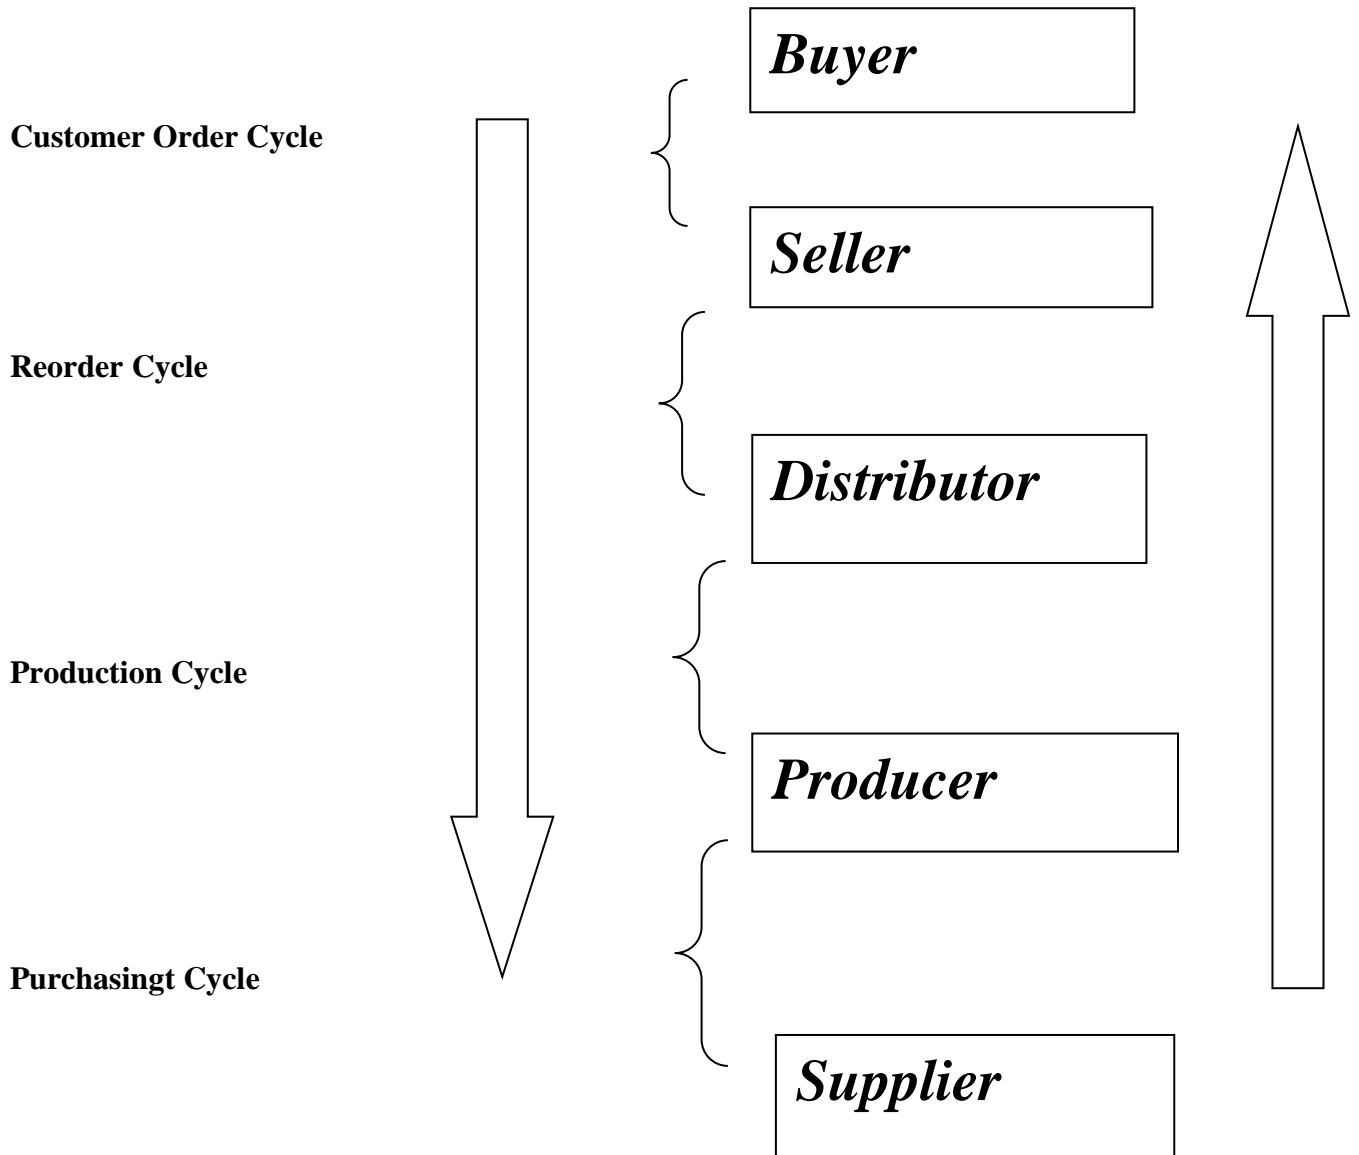 Buyer
Customer Order Cycle
Seller
Reorder Cycle
Distributor
Production Cycle
Producer
Purchasingt Cycle
Supplier